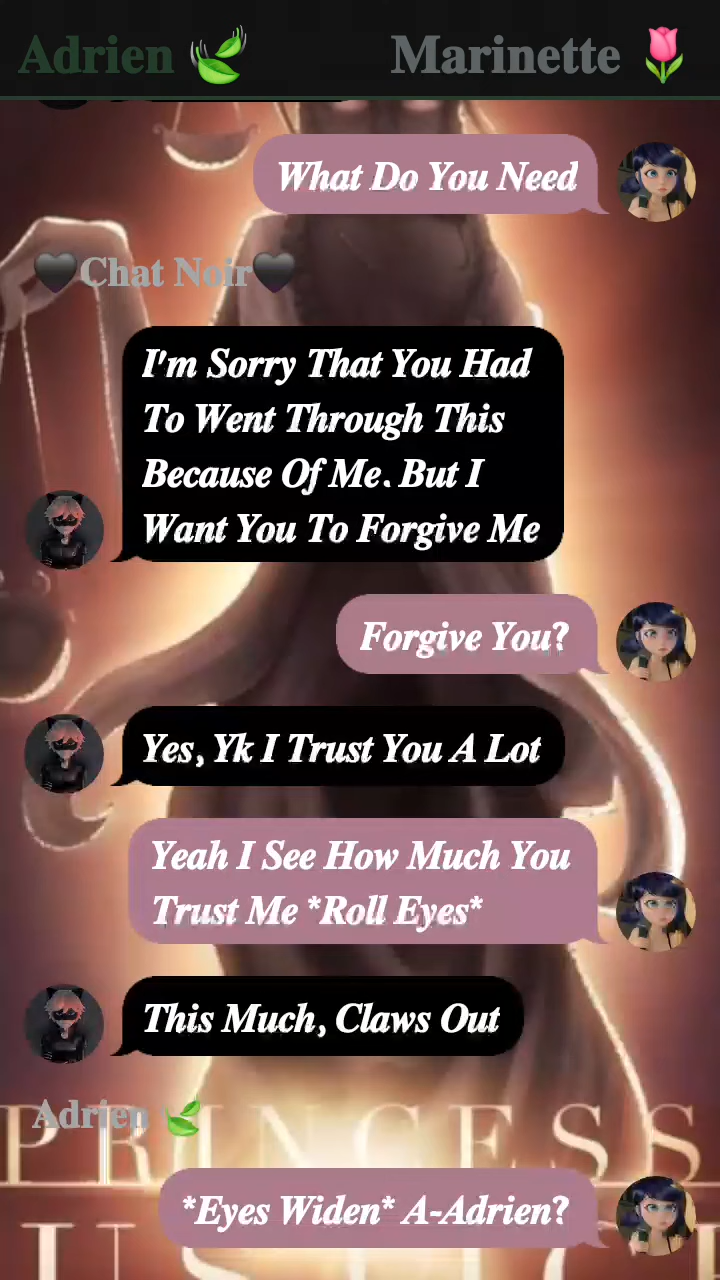 Adrien 🍃
Marinette 🌷
What Do You Need
🖤Chat Noir🖤
I'm Sorry That You Had
To Went Through This
Because Of Me. But I
Want You To Forgive Me
Forgive You?
Yes, Yk I Trust You A Lot
Yeah I See How Much You
Trust Me *Roll Eyes*
This Much, Claws Out
Adrien 🍃
PRINCESS
*Eyes Widen* A-Adrien?